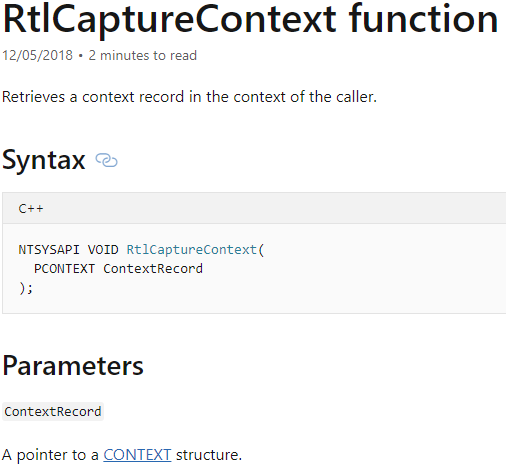 RtlCaptureContext function
12/05/2018 • 2 minutes to read
Retrieves a context record in the context of the caller.
Syntax
C++
NTSYSAPI VOID RtlCaptureContext(
  PCONTEXT ContextRecord
);
Parameters
ContextRecord
A pointer to a CONTEXT structure.